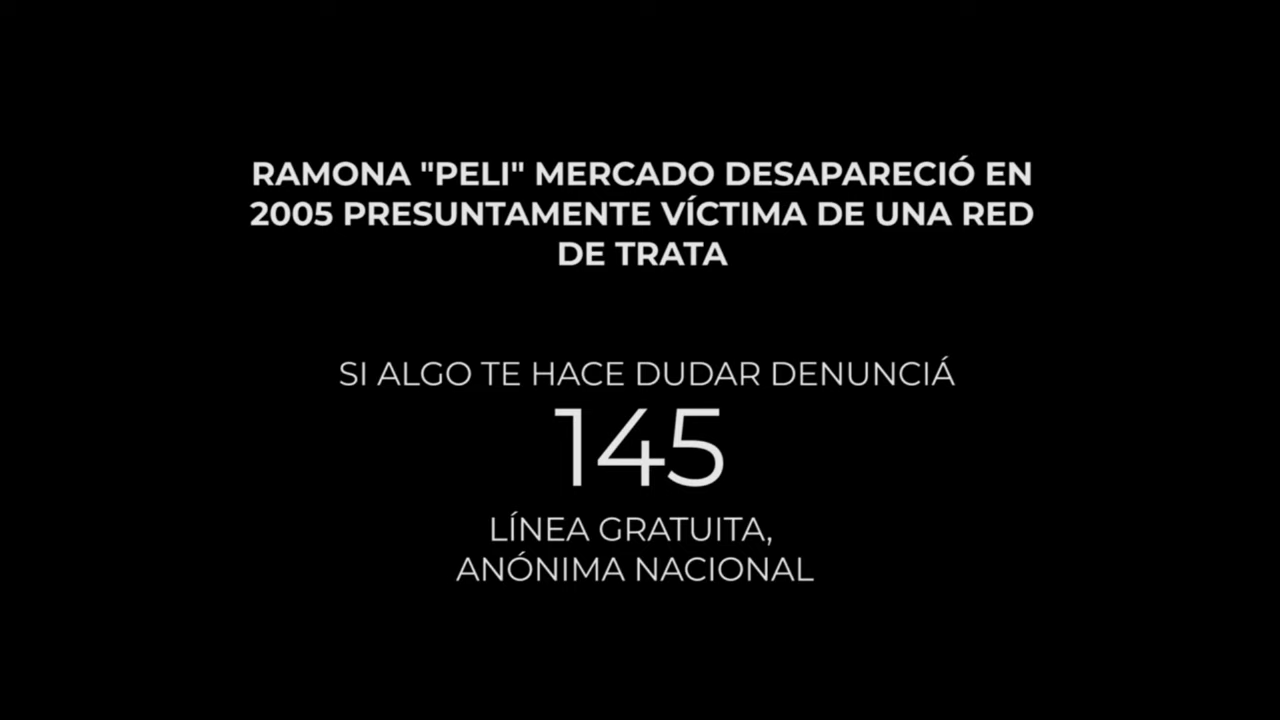 RAMONA "PELI" MERCADO DESAPARECIÓ EN
2005 PRESUNTAMENTE VÍCTIMA DE UNA RED
DE TRATA
SI ALGO TE HACE DUDAR DENUNCIÁ
145
LÍNEA GRATUITA,
ANÓNIMA NACIONAL